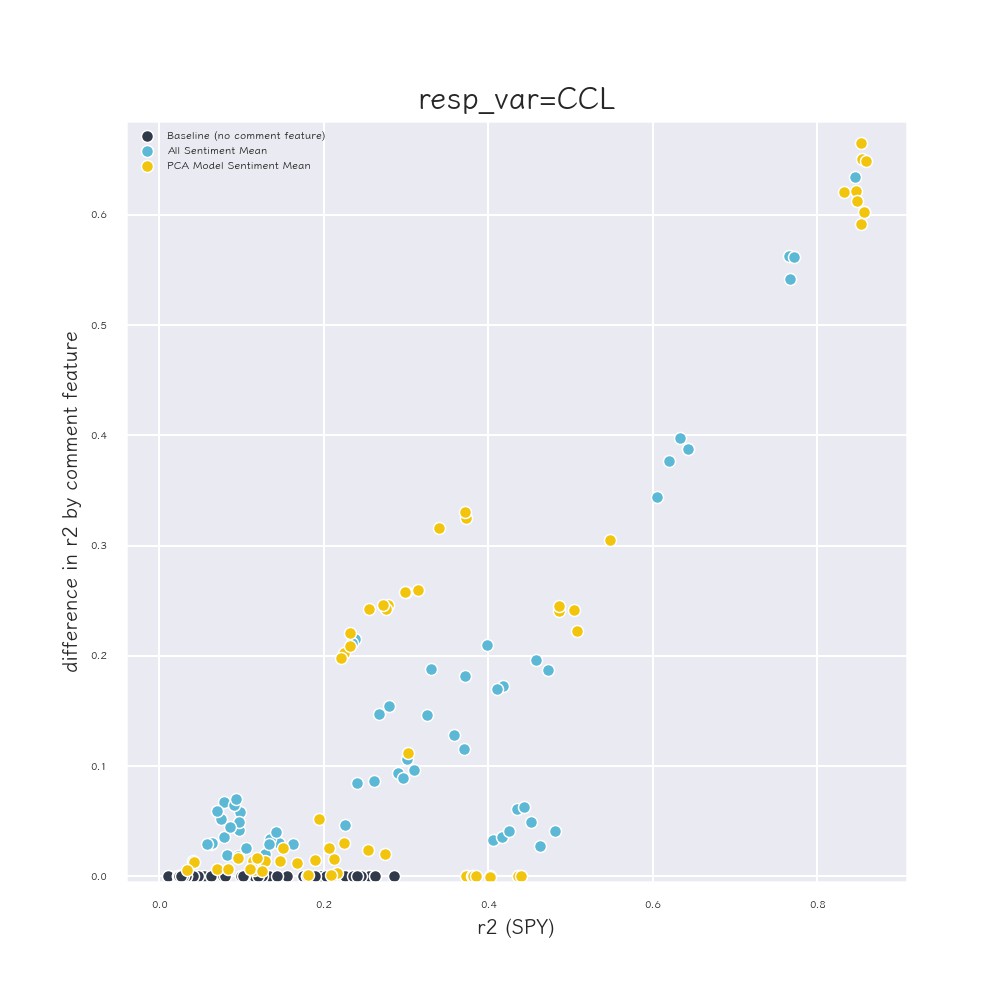 resp_var=CCL
Baseline (no comment feature)
All Sentiment Mean
PCA Model Sentiment Mean
difference in r2 by comment feature
0.6
0.5
0.4
0.3
0.2
0.1
0.0
0.0 0.2 0.4 0.6 0.8
r2 (SPY)